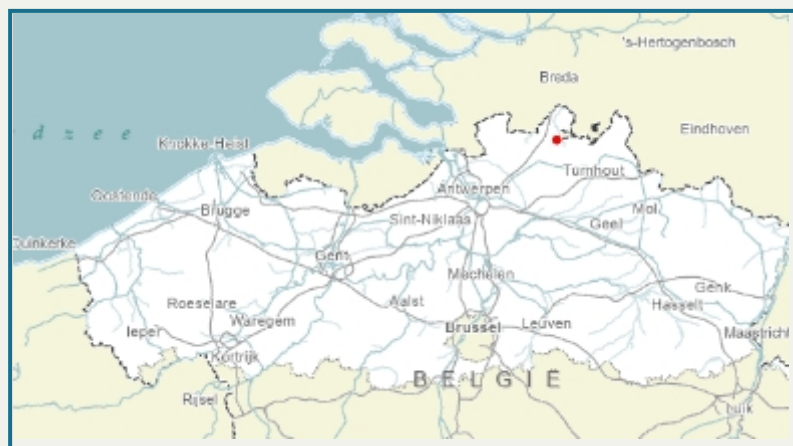 's-Hertogenbosch
Breda
d z e e
Eindhoven
Knokke-Heist
Turnhout
Antwerpen
Oostende
Mol
Brugge
Sint-Niklaas
Geel
Duinkerke
Gent
Mechelen
Genk
Roeselare
Aalst
Hasselt
Waregem
Brussel
Leuven
Ieper
Maastricht
Kortrijk
BELGIË
Rijsel
Luik